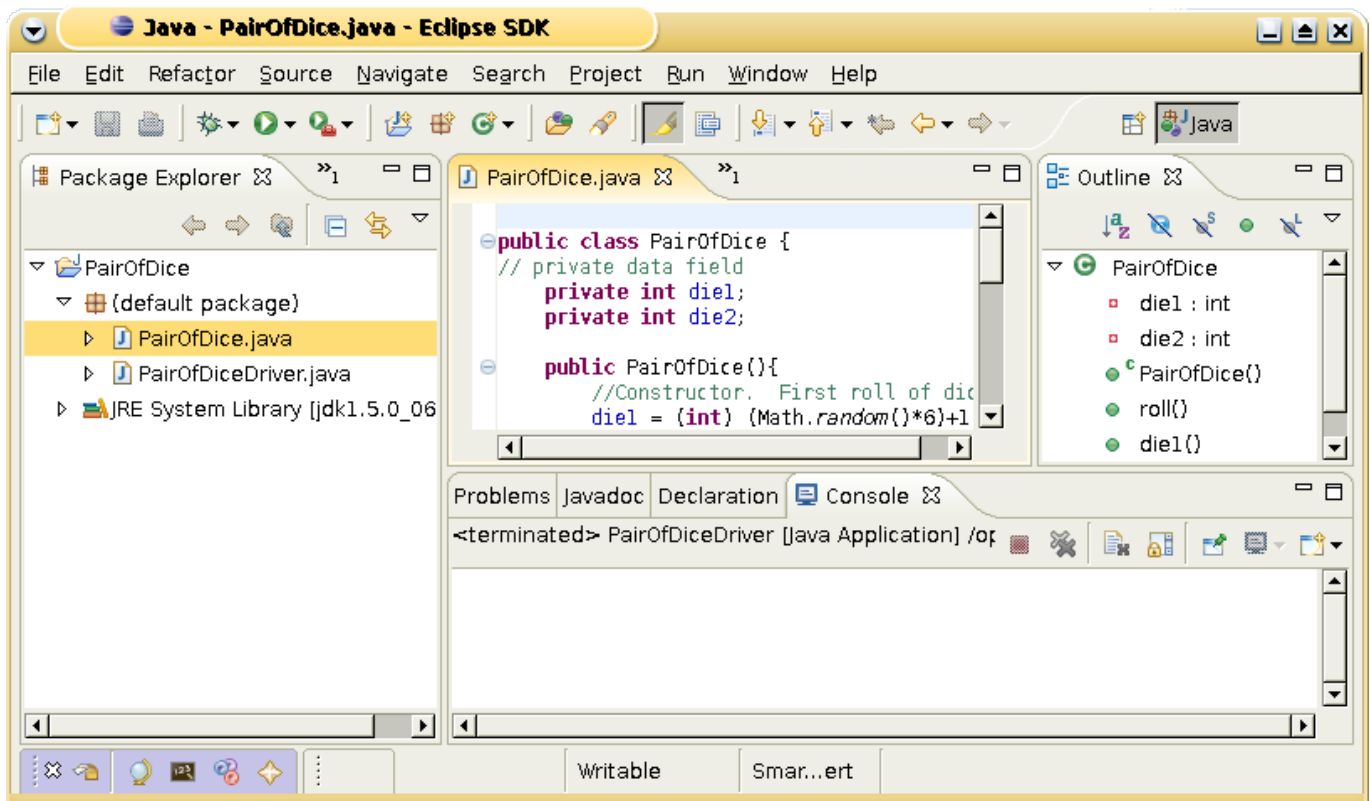 Java - PairOfDice.java - Eclipse SDK
File Edit Refactor Source Navigate Search Project Run Window Help
Java
Package Explorer »1
PairOfDice
(default package)
PairOfDice.java
PairOfDiceDriver.java
JRE System Library [jdk1.5.0_06
PairOfDice.java »1
public class PairOfDice {
// private data field
private int die1;
private int die2;
public PairOfDice(){
//Constructor. First roll of dic
die1 = (int) (Math.random()*6)+1
Outline
PairOfDice
die1 : int
die2 : int
PairOfDice()
roll()
die1()
Problems Javadoc Declaration Console
<terminated> PairOfDiceDriver [Java Application] /op
Writable Smar...ert